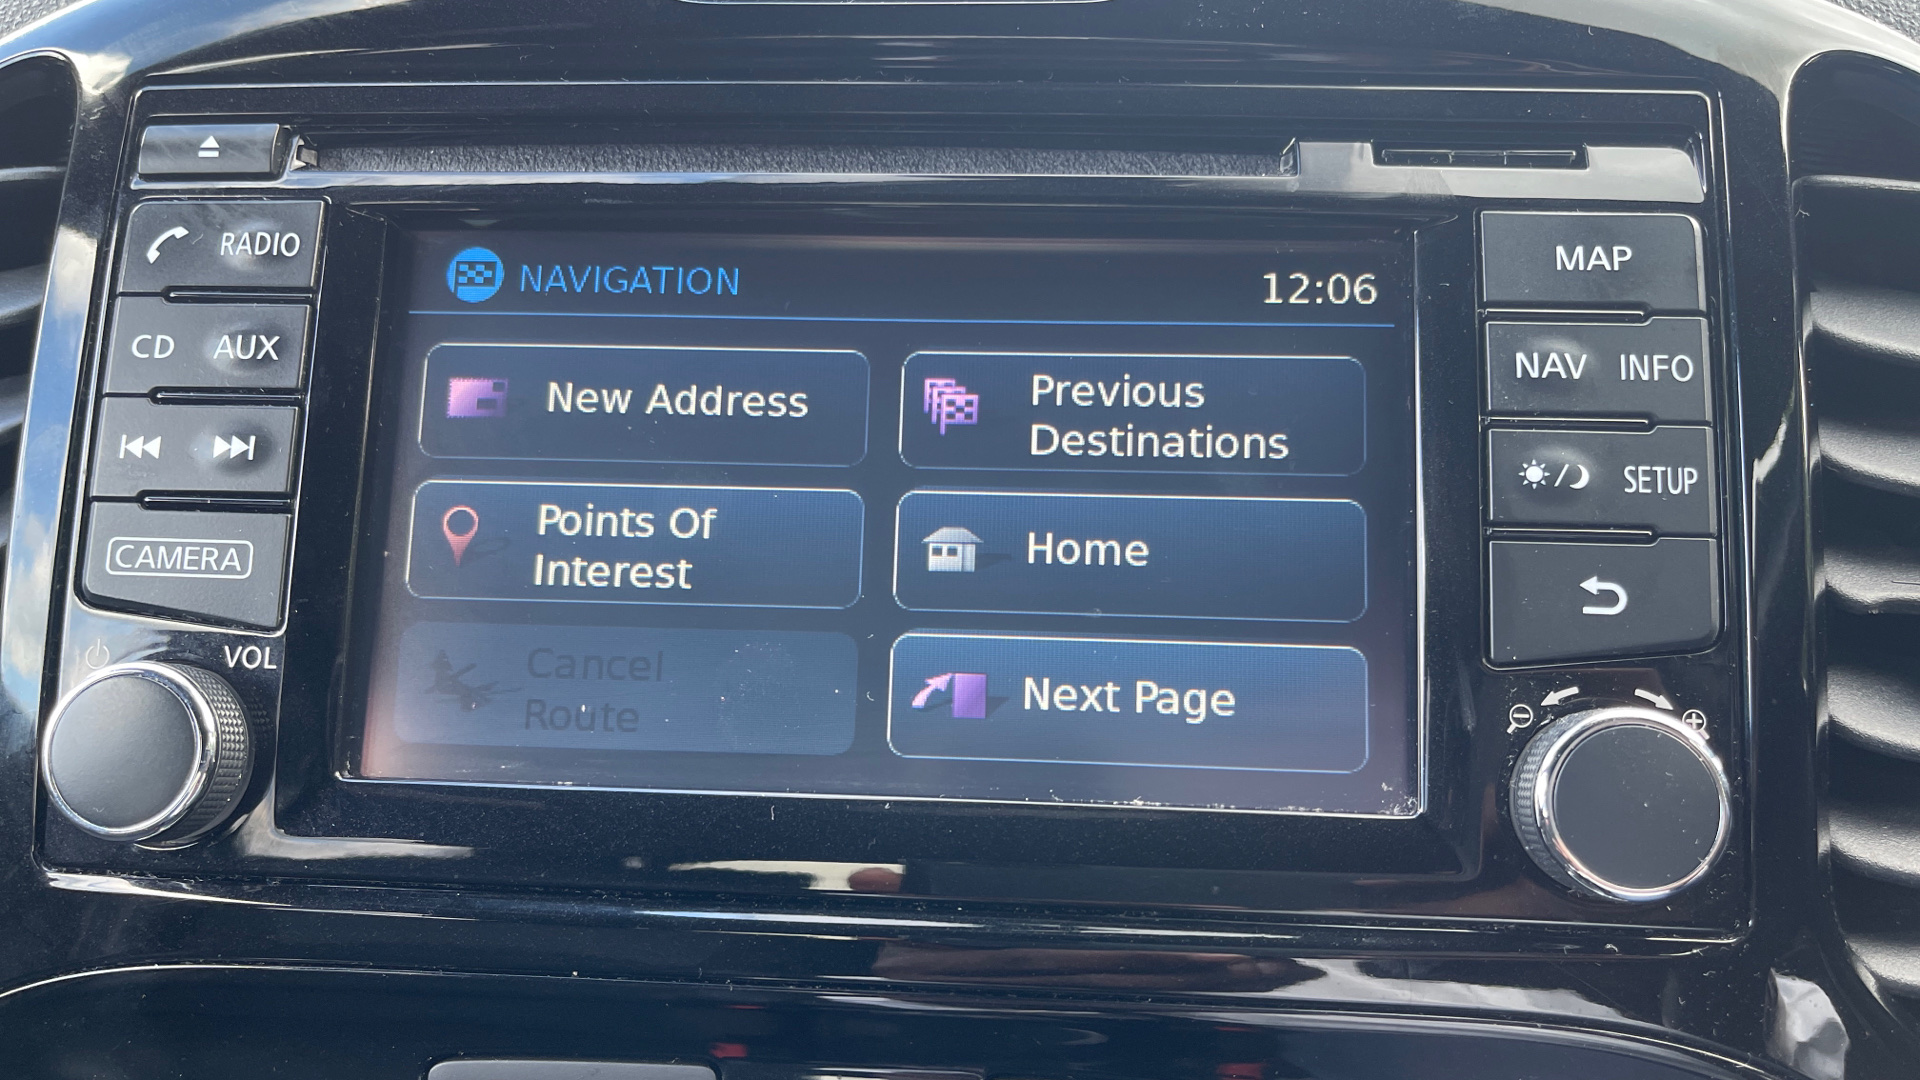 RADIO
CD AUX
CAMERA
VOL
NAVIGATION
12:06
New Address
Previous
Destinations
Points Of
Interest
Home
Cancel
Route
Next Page
MAP
NAV INFO
SETUP